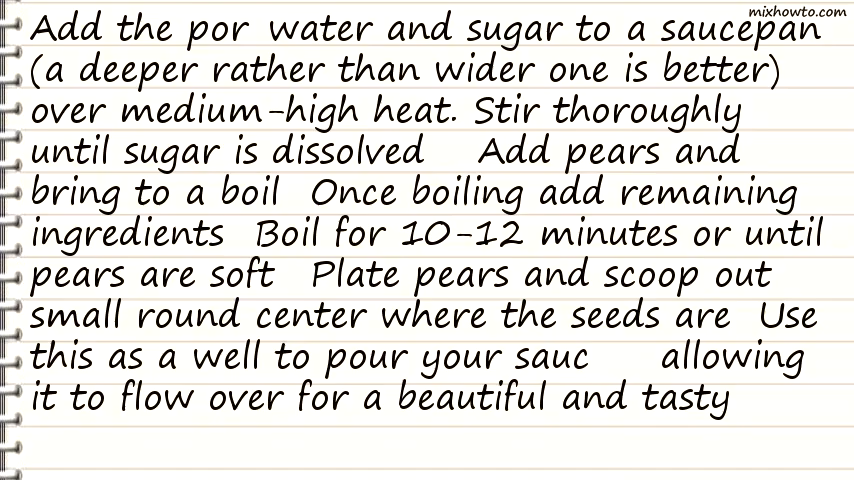 mixhowto.com
Add the por water and sugar to a saucepan
(a deeper rather than wider one is better)
over medium-high heat. Stir thoroughly
until sugar is dissolved Add pears and
bring to a boil Once boiling add remaining
ingredients Boil for 10-12 minutes or until
pears are soft Plate pears and scoop out
small round center where the seeds are Use
this as a well to pour your sauc allowing
it to flow over for a beautiful and tasty